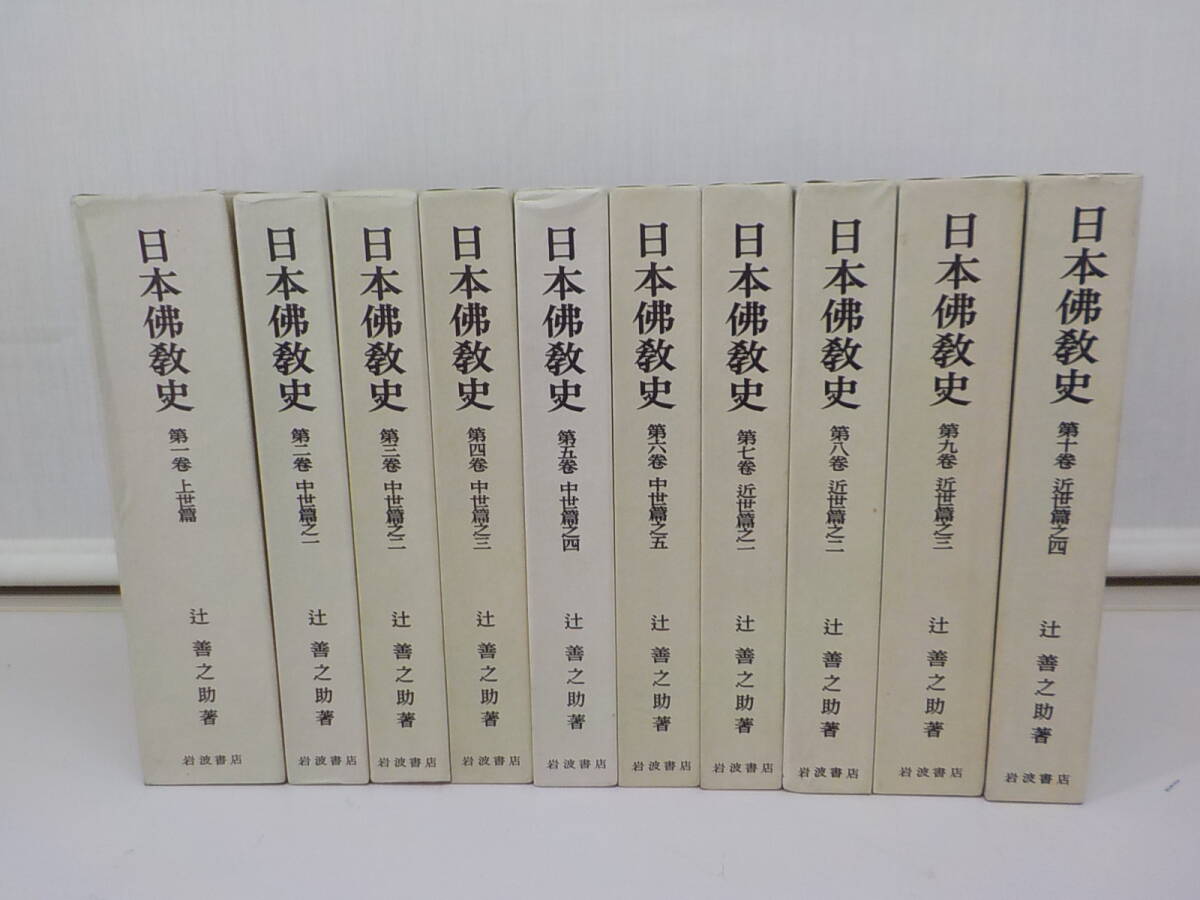 日本佛教史 第一卷 上世篇 辻善之助著 岩波書店
日本佛教史 第二卷 中世篇之一 辻善之助著 岩波書店
日本佛教史 第三卷 中世篇之二 辻善之助著 岩波書店
日本佛教史 第四卷 中世篇之三 辻善之助著 岩波書店
日本佛教史 第五卷 中世篇之四 辻善之助著 岩波書店
日本佛教史 第六卷 中世篇之五 辻善之助著 岩波書店
日本佛教史 第七卷 近世篇之一 辻善之助著 岩波書店
日本佛教史 第八卷 近世篇之二 辻善之助著 岩波書店
日本佛教史 第九卷 近世篇之三 辻善之助著 岩波書店
日本佛教史 第十卷 近世篇之四 辻善之助著 岩波書店